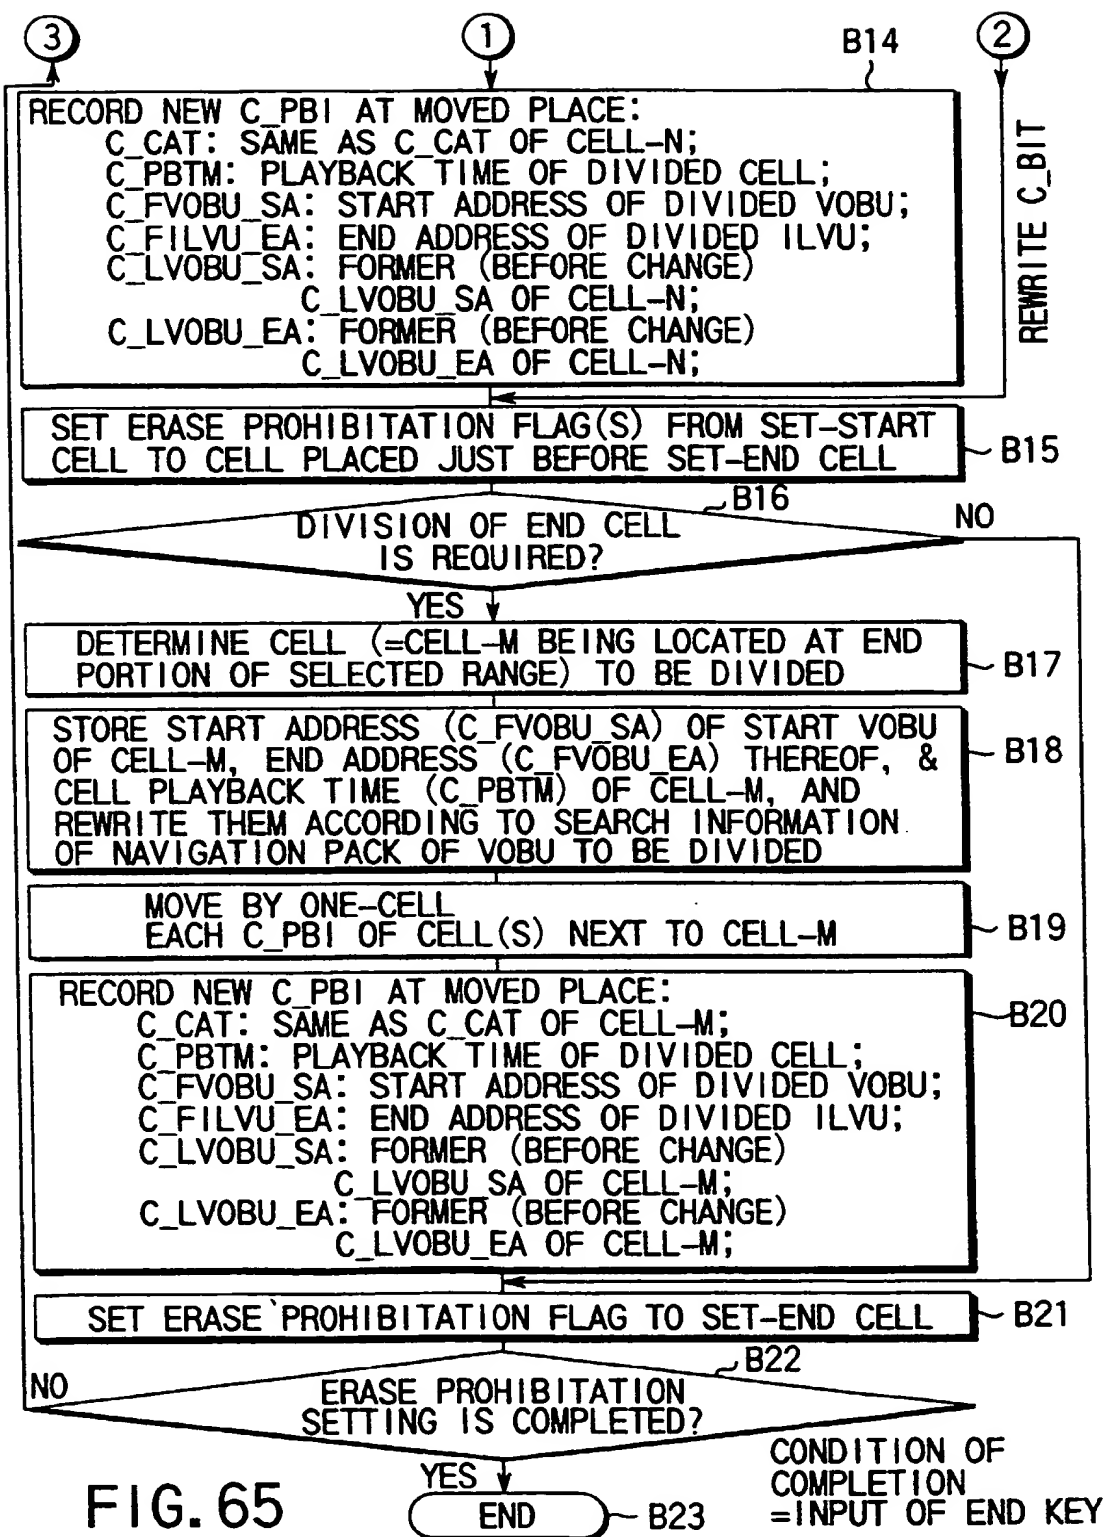 3
1
2
B14
RECORD NEW C_PBI AT MOVED PLACE:
C_CAT: SAME AS C_CAT OF CELL-N;
C_PBTM: PLAYBACK TIME OF DIVIDED CELL;
C_FVOBU_SA: START ADDRESS OF DIVIDED VOBU;
C_FILVU_EA: END ADDRESS OF DIVIDED ILVU;
C_LVOBU_SA: FORMER (BEFORE CHANGE)
C_LVOBU_SA OF CELL-N;
C_LVOBU_EA: FORMER (BEFORE CHANGE)
C_LVOBU_EA OF CELL-N;
REWRITE C_BIT
SET ERASE PROHIBITATION FLAG(S) FROM SET-START
CELL TO CELL PLACED JUST BEFORE SET-END CELL
B15
B16
DIVISION OF END CELL
IS REQUIRED?
NO
YES
DETERMINE CELL (=CELL-M BEING LOCATED AT END
PORTION OF SELECTED RANGE) TO BE DIVIDED
B17
STORE START ADDRESS (C_FVOBU_SA) OF START VOBU
OF CELL-M, END ADDRESS (C_FVOBU_EA) THEREOF, &
CELL PLAYBACK TIME (C_PBTM) OF CELL-M, AND
REWRITE THEM ACCORDING TO SEARCH INFORMATION
OF NAVIGATION PACK OF VOBU TO BE DIVIDED
B18
MOVE BY ONE-CELL
EACH C_PBI OF CELL(S) NEXT TO CELL-M
B19
RECORD NEW C_PBI AT MOVED PLACE:
C_CAT: SAME AS C_CAT OF CELL-M;
C_PBTM: PLAYBACK TIME OF DIVIDED CELL;
C_FVOBU_SA: START ADDRESS OF DIVIDED VOBU;
C_FILVU_EA: END ADDRESS OF DIVIDED ILVU;
C_LVOBU_SA: FORMER (BEFORE CHANGE)
C_LVOBU_SA OF CELL-M;
C_LVOBU_EA: FORMER (BEFORE CHANGE)
C_LVOBU_EA OF CELL-M;
B20
SET ERASE PROHIBITATION FLAG TO SET-END CELL
B21
B22
NO
ERASE PROHIBITATION
SETTING IS COMPLETED?
YES
CONDITION OF
COMPLETION
=INPUT OF END KEY
END
B23
FIG. 65